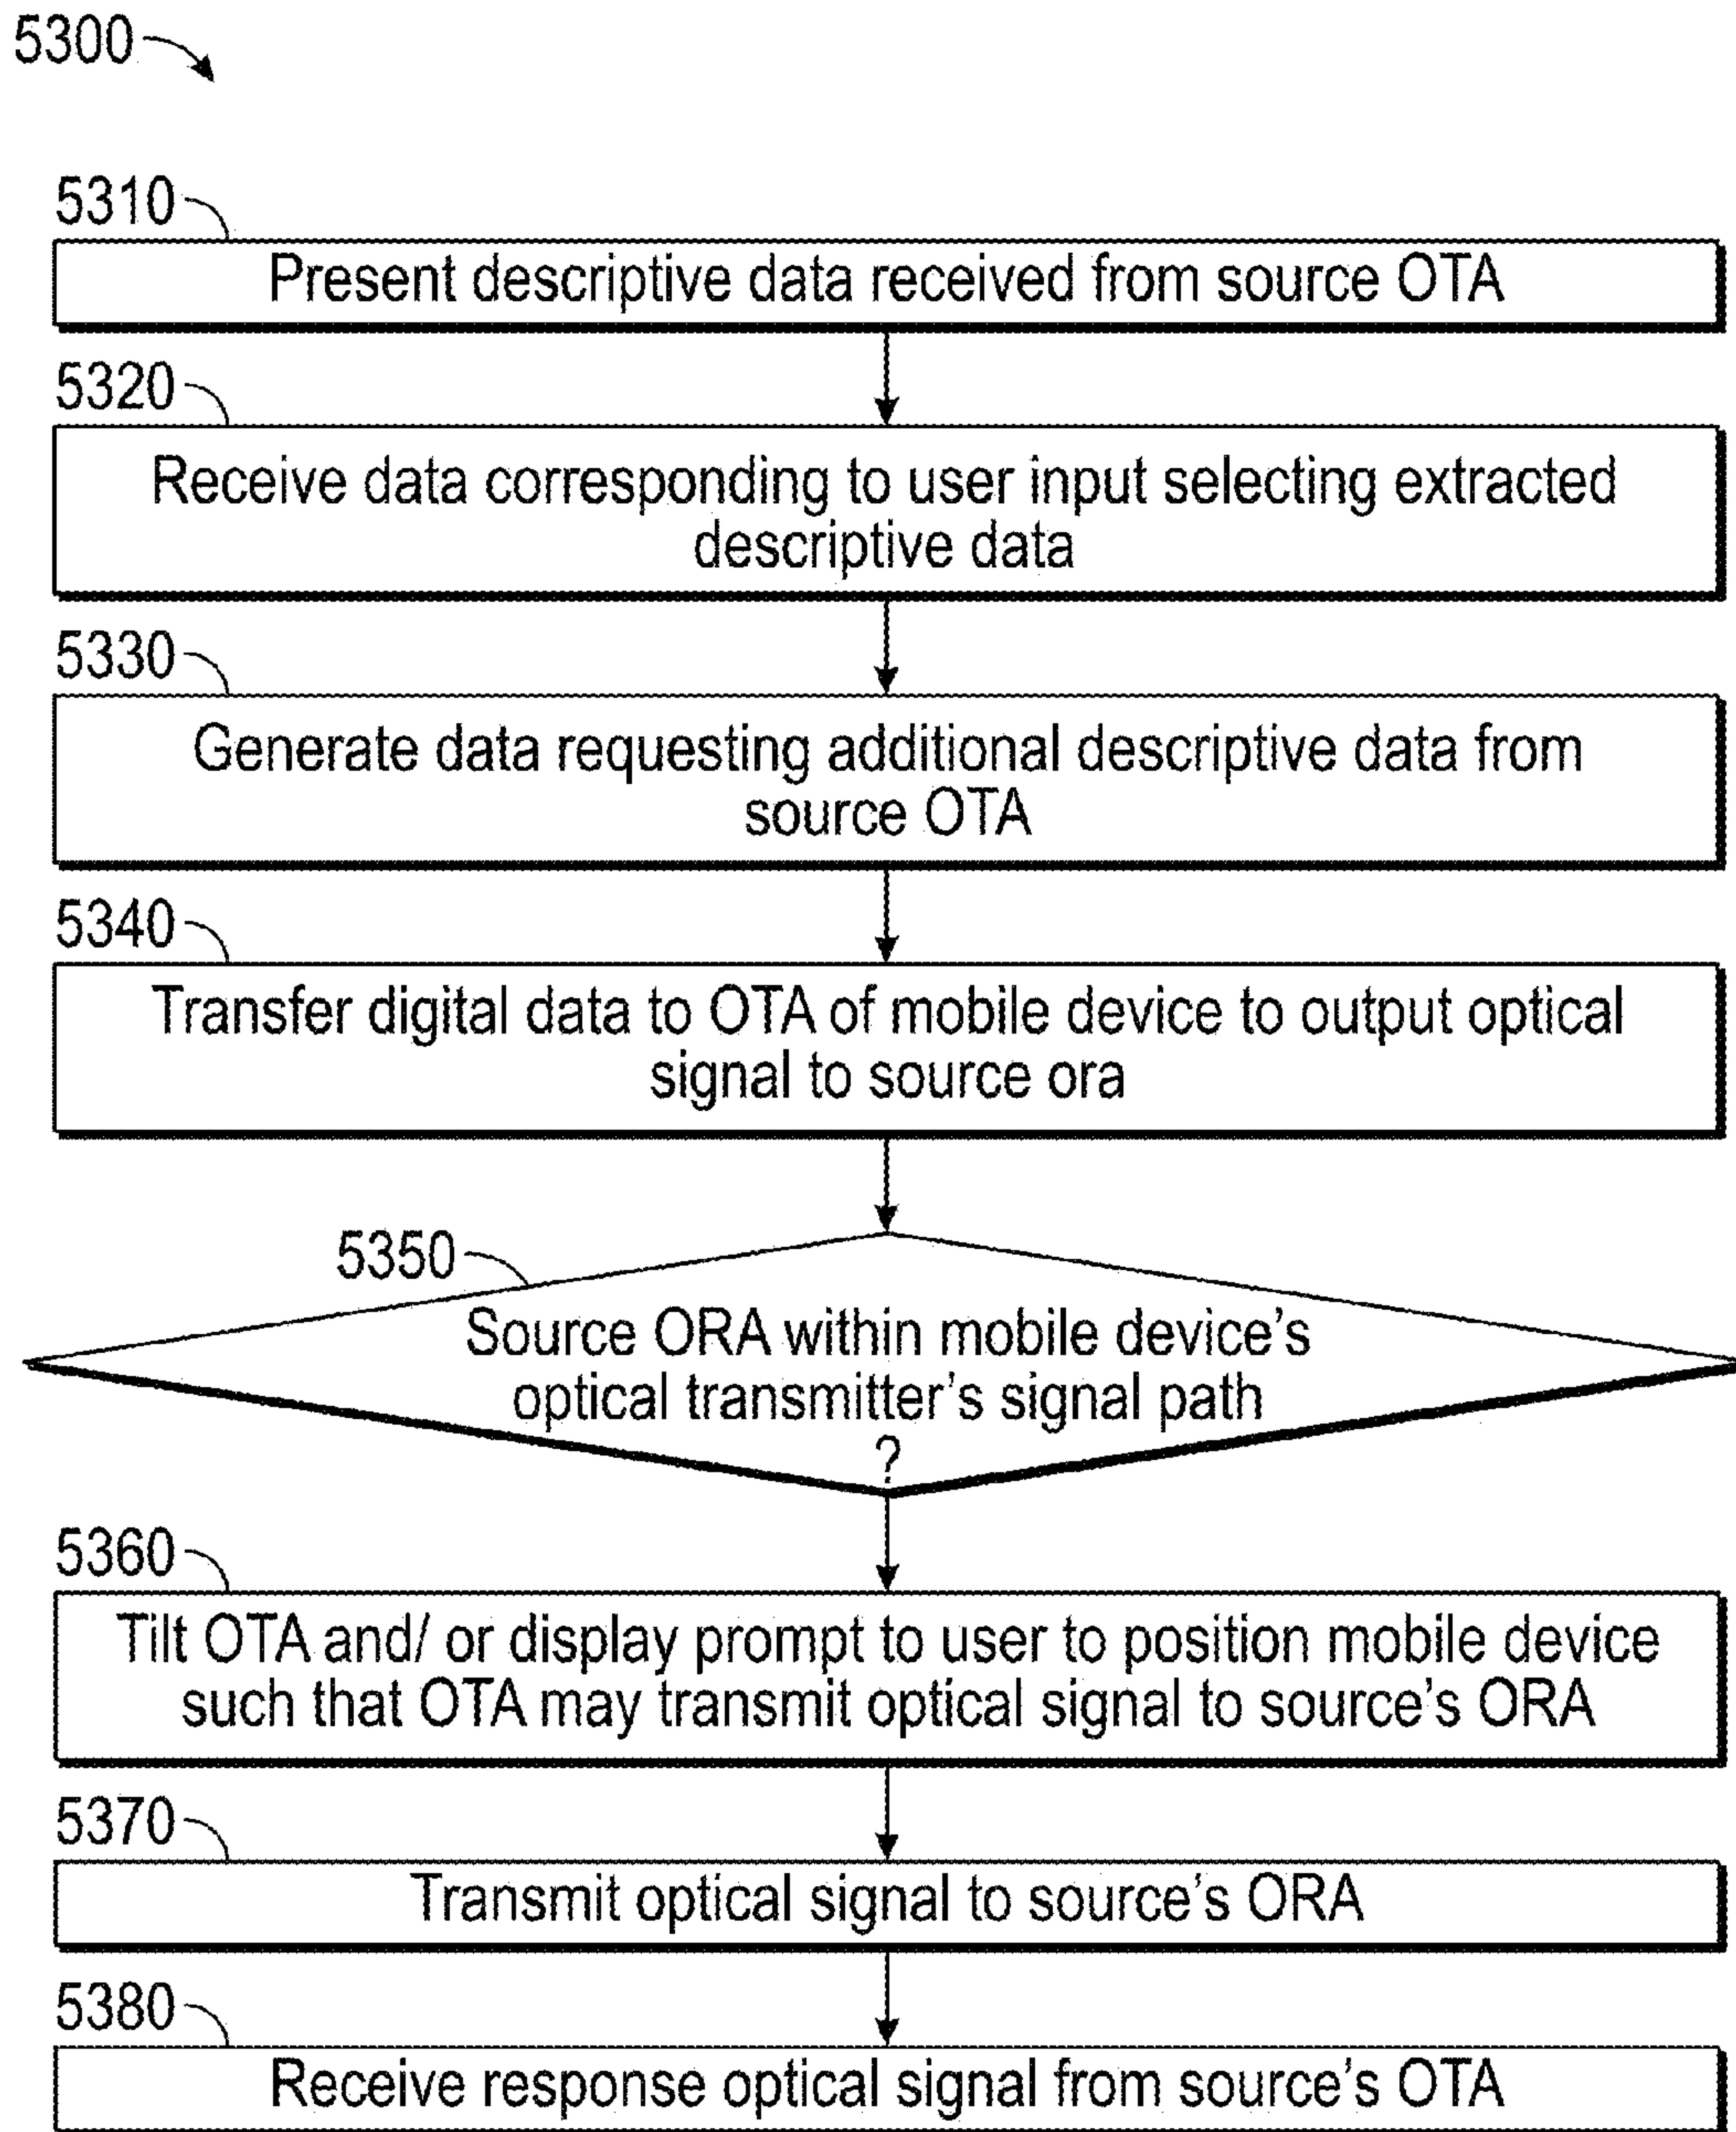 5300
5310
Present descriptive data received from source OTA
5320
Receive data corresponding to user input selecting extracted
descriptive data
5330
Generate data requesting additional descriptive data from
source OTA
5340
Transfer digital data to OTA of mobile device to output optical
signal to source ora
5350
Source ORA within mobile device's
optical transmitter's signal path
?
5360
Tilt OTA and/ or display prompt to user to position mobile device
such that OTA may transmit optical signal to source's ORA
5370
Transmit optical signal to source's ORA
5380
Receive response optical signal from source's OTA